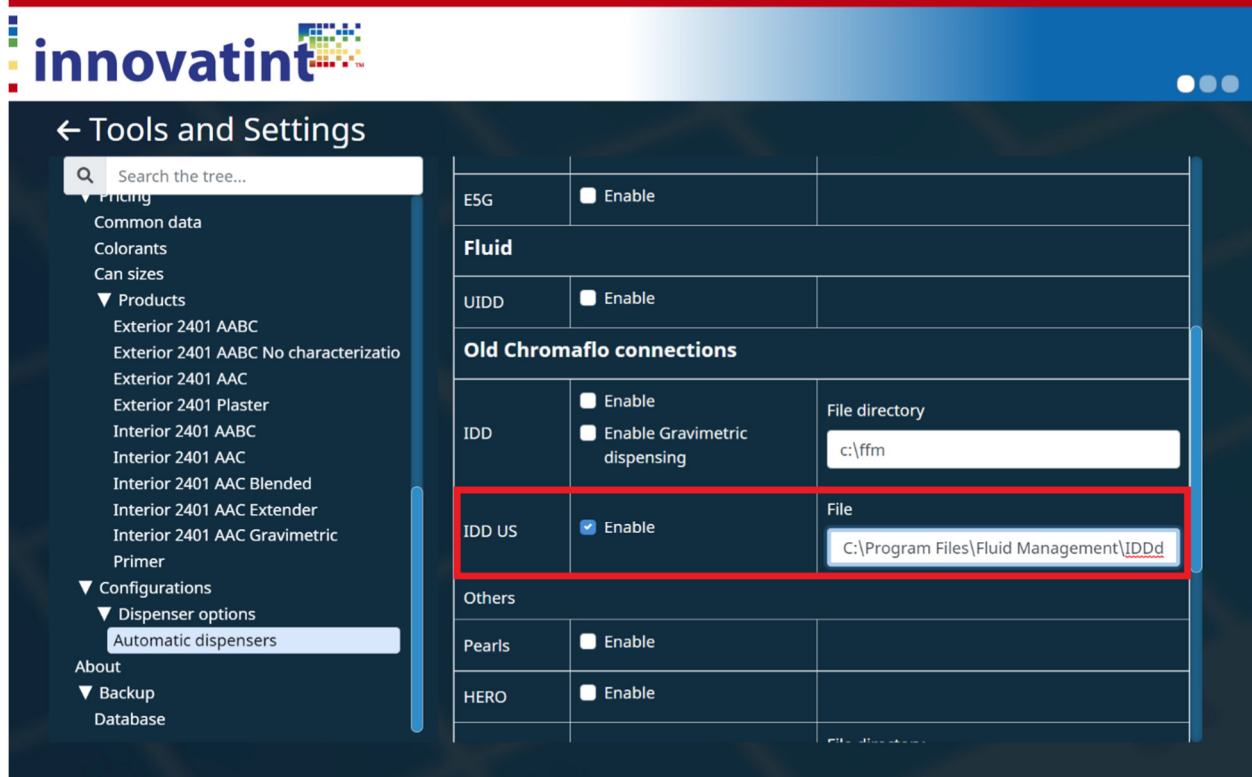 innovatint
TM
← Tools and Settings
Search the tree...
▼ Pricing
Common data
Colorants
Can sizes
▼ Products
Exterior 2401 AABC
Exterior 2401 AABC No characterizatio
Exterior 2401 AAC
Exterior 2401 Plaster
Interior 2401 AABC
Interior 2401 AAC
Interior 2401 AAC Blended
Interior 2401 AAC Extender
Interior 2401 AAC Gravimetric
Primer
▼ Configurations
▼ Dispenser options
Automatic dispensers
About
▼ Backup
Database
E5G
Enable
Fluid
UIDD
Enable
Old Chromaflo connections
IDD
Enable
Enable Gravimetric
dispensing
File directory
c:\ffm
IDD US
Enable
File
C:\Program Files\Fluid Management\IDDd
Others
Pearls
Enable
HERO
Enable
File directory